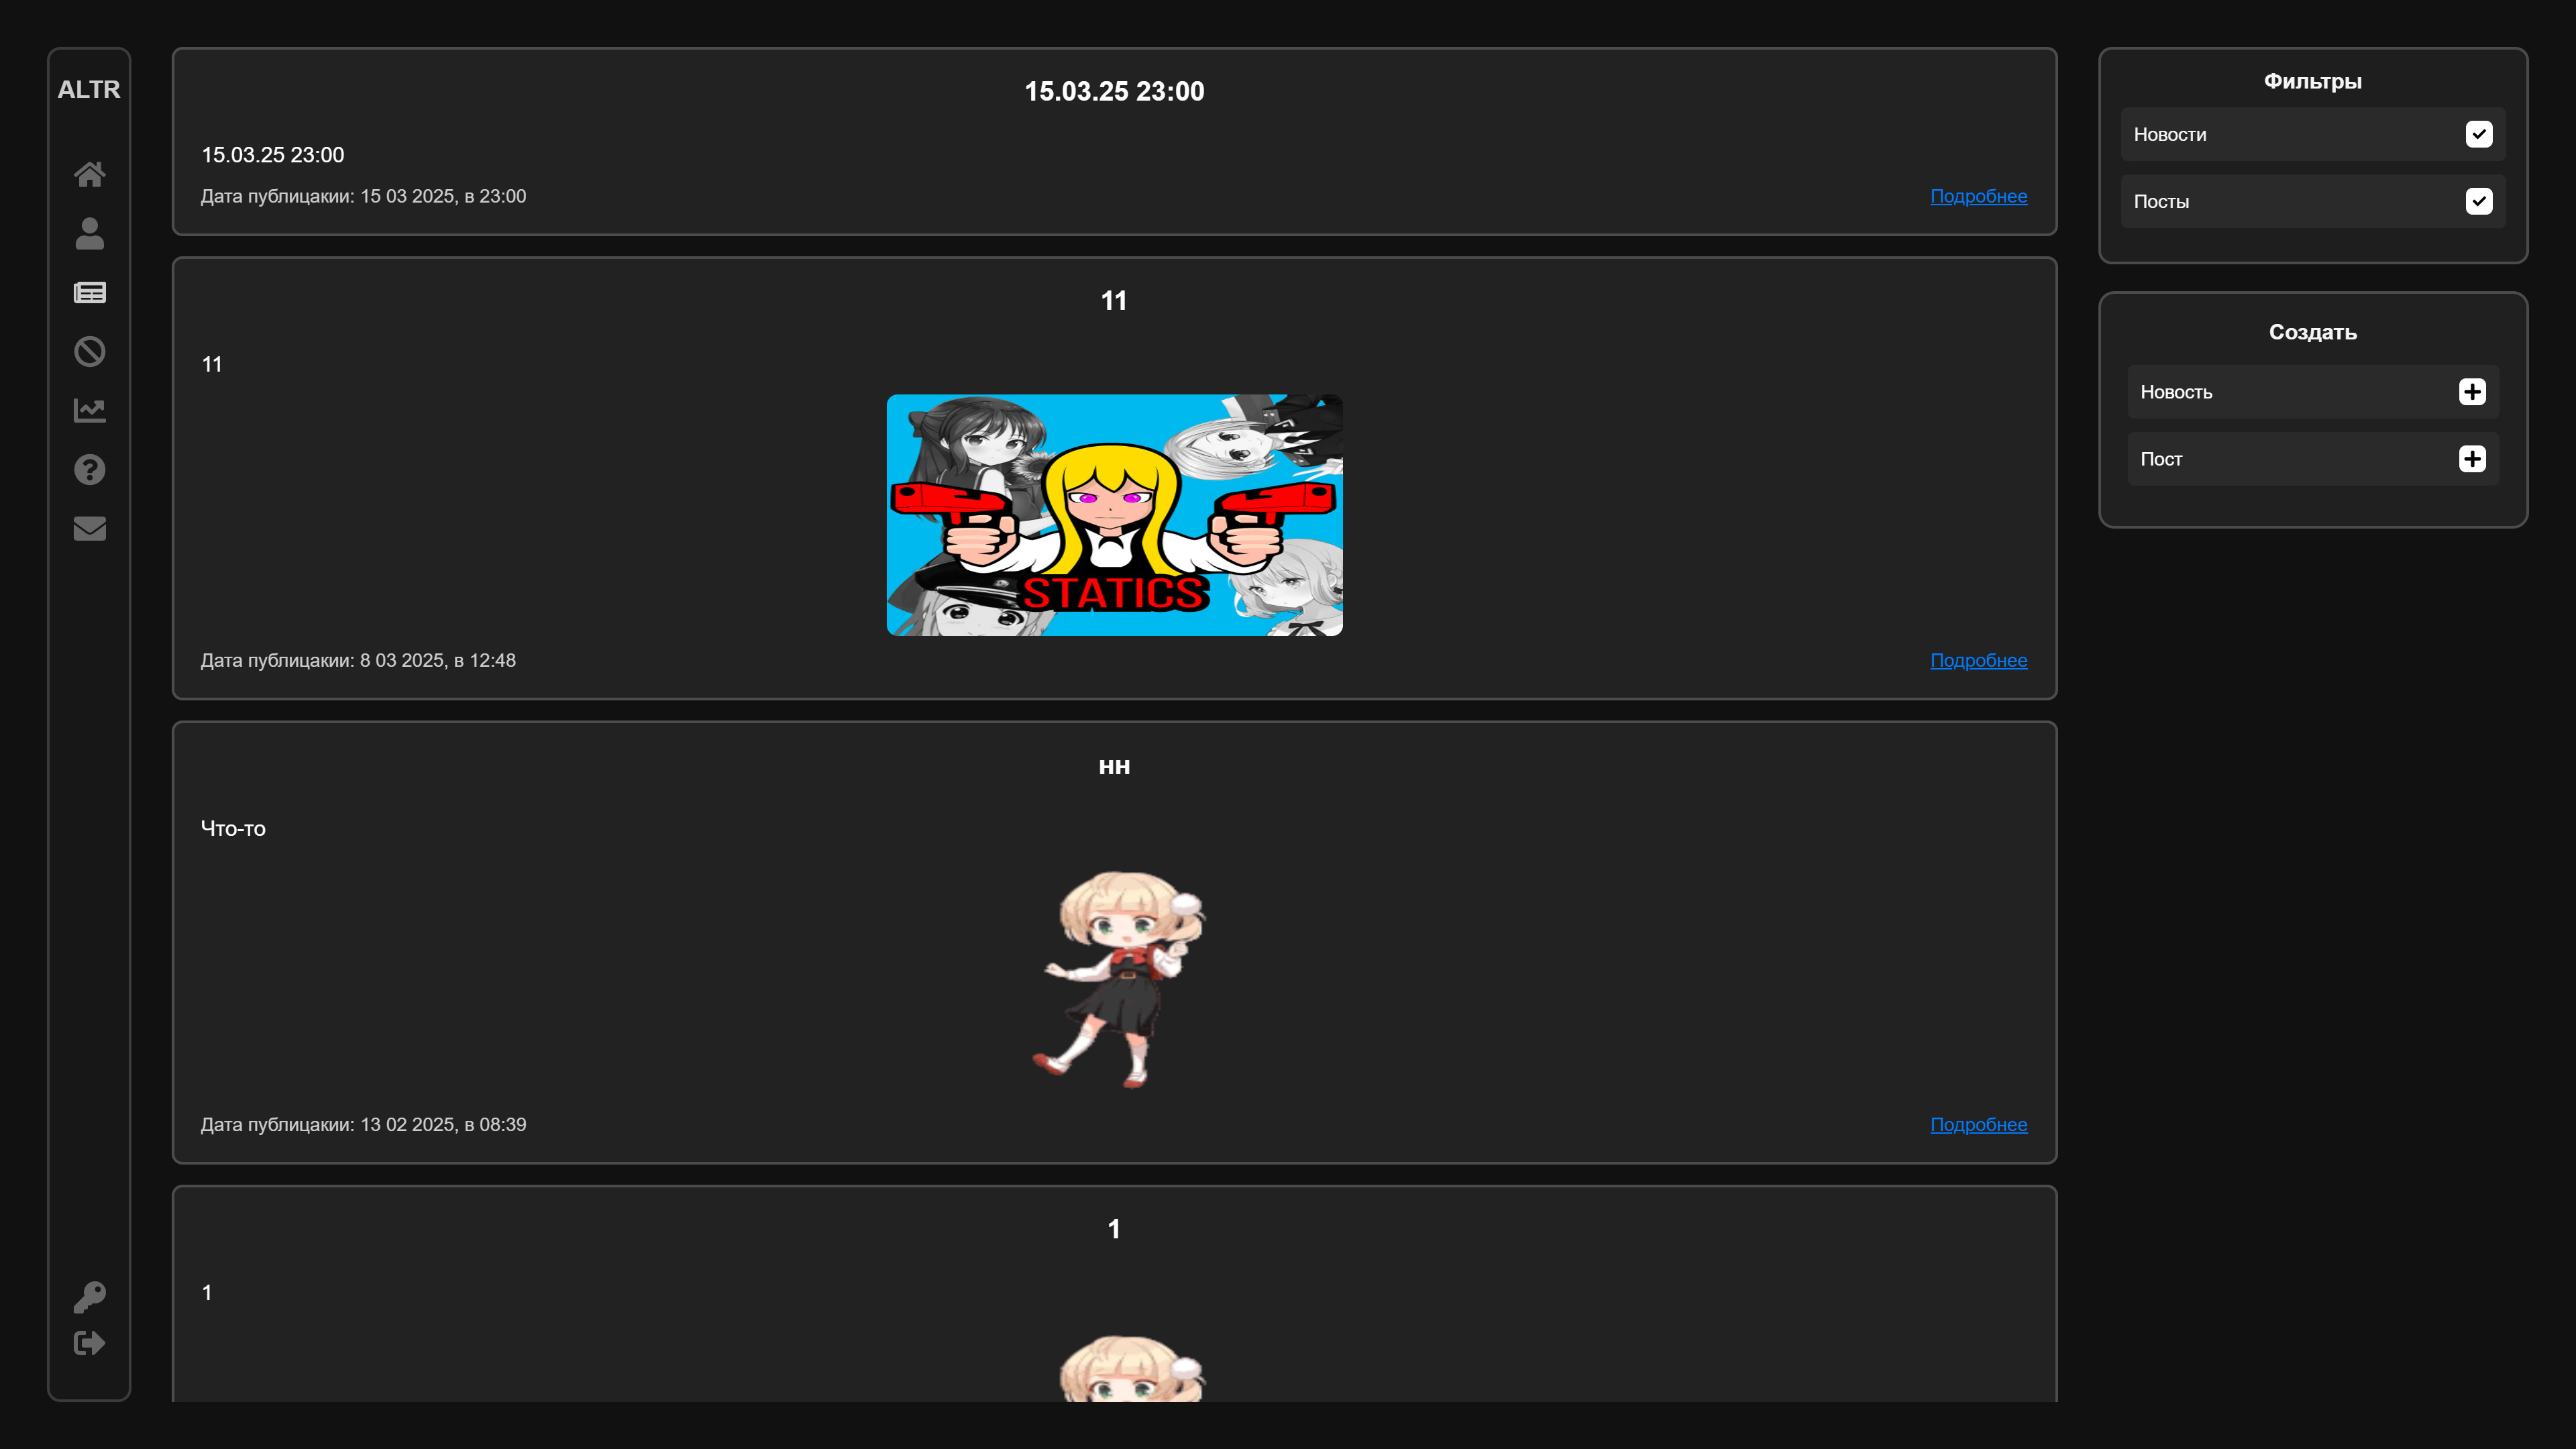 ALTR
15.03.25 23:00
15.03.25 23:00
Дата публицакии: 15 03 2025, в 23:00
Подробнее
11
11
STATICS
Дата публицакии: 8 03 2025, в 12:48
Подробнее
нн
Что-то
Дата публицакии: 13 02 2025, в 08:39
Подробнее
1
1
Фильтры
Новости
Посты
Создать
Новость
Пост